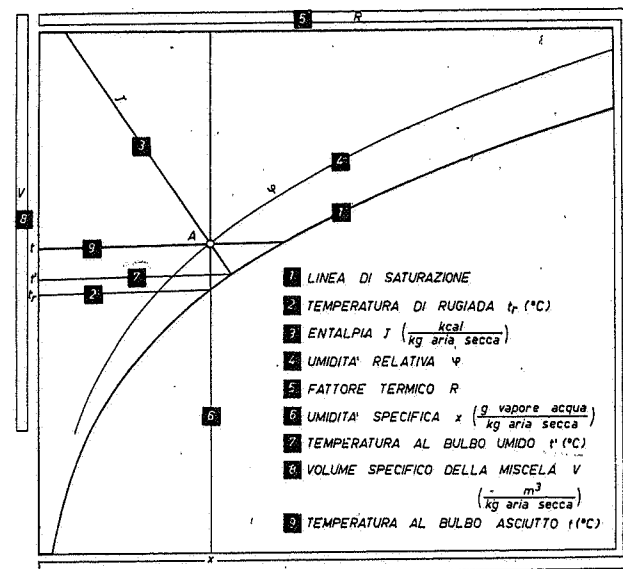 5 R
J
3
4
φ
1
V
8
A
t 9
t' 7
tr 2
6
x
1 LINEA DI SATURAZIONE
2 TEMPERATURA DI RUGIADA tr (°C)
3 ENTALPIA J (kcal / kg aria secca)
4 UMIDITA' RELATIVA φ
5 FATTORE TERMICO R
6 UMIDITA' SPECIFICA x (g vapore acqua / kg aria secca)
7 TEMPERATURA AL BULBO UMIDO t' (°C)
8 VOLUME SPECIFICO DELLA MISCELA V
(m³ / kg aria secca)
9 TEMPERATURA AL BULBO ASCIUTTO t (°C)